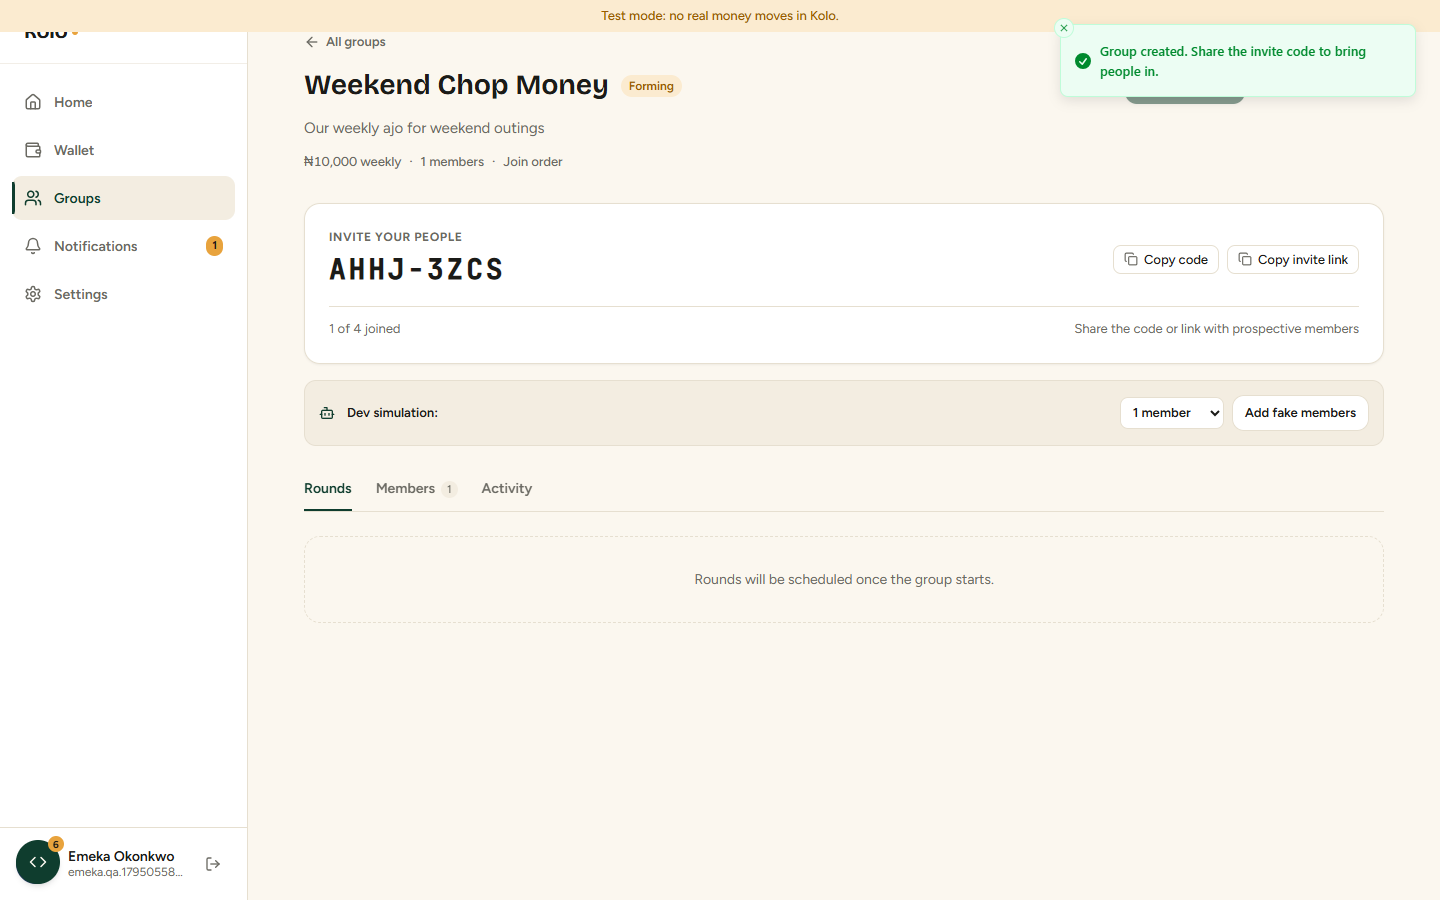 Test mode: no real money moves in Kolo.
Kolo
Home
Wallet
Groups
Notifications 1
Settings
6
Emeka Okonkwo
emeka.qa.17950558...
All groups
Weekend Chop Money Forming
Our weekly ajo for weekend outings
₦10,000 weekly · 1 members · Join order
Group created. Share the invite code to bring
people in.
INVITE YOUR PEOPLE
AHHJ-3ZCS
Copy code Copy invite link
1 of 4 joined Share the code or link with prospective members
Dev simulation: 1 member Add fake members
Rounds Members 1 Activity
Rounds will be scheduled once the group starts.